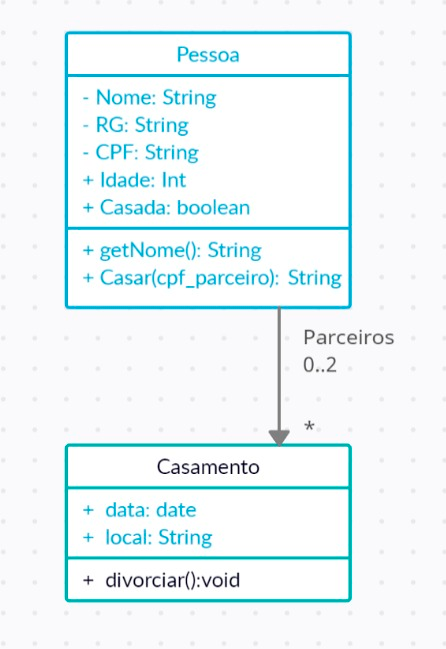 Pessoa
- Nome: String
- RG: String
- CPF: String
+ Idade: Int
+ Casada: boolean
+ getNome(): String
+ Casar(cpf_parceiro): String
Parceiros
0..2
*
Casamento
+ data: date
+ local: String
+ divorciar():void